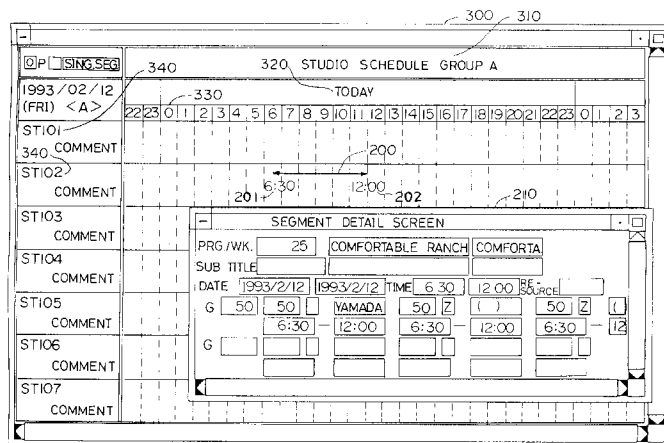 300
310
O P SING.SEG 340 320 STUDIO SCHEDULE GROUP A
1993/02/12 330 TODAY
(FRI) <A> 22 23 0 1 2 3 4 5 6 7 8 9 10 11 12 13 14 15 16 17 18 19 20 21 22 23 0 1 2 3
ST101
COMMENT
340 200
ST102
COMMENT 6:30 12:00
201 202 210
ST103
COMMENT
SEGMENT DETAIL SCREEN
PRG./WK. 25 COMFORTABLE RANCH COMFORTA.
ST104
COMMENT
SUB TITLE
DATE 1993/2/12 1993/2/12 TIME 6 30 12 00 RE-SOURCE
ST105
COMMENT
G 50 50 YAMADA 50 Z ( ) 50 Z (
6:30 — 12:00 6:30 — 12:00 6:30 — 12
ST106
COMMENT
G
ST107
COMMENT